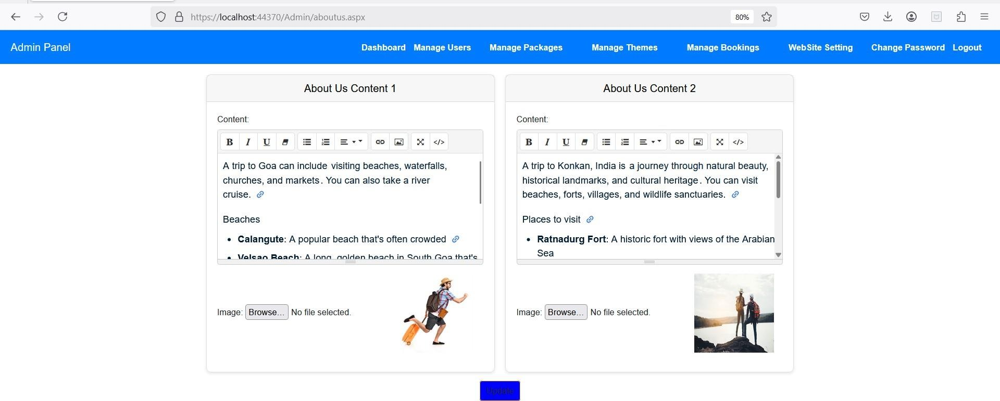 https://localhost:44370/Admin/aboutus.aspx
80%
Admin Panel
Dashboard Manage Users Manage Packages Manage Themes Manage Bookings WebSite Setting Change Password Logout
About Us Content 1
Content:
B I U </>
A trip to Goa can include visiting beaches, waterfalls,
churches, and markets. You can also take a river
cruise.
Beaches
• Calangute: A popular beach that's often crowded
• Velsao Beach: A long, golden beach in South Goa that's
Image: Browse... No file selected.
About Us Content 2
Content:
B I U </>
A trip to Konkan, India is a journey through natural beauty,
historical landmarks, and cultural heritage. You can visit
beaches, forts, villages, and wildlife sanctuaries.
Places to visit
• Ratnadurg Fort: A historic fort with views of the Arabian
Sea
Image: Browse... No file selected.
Update